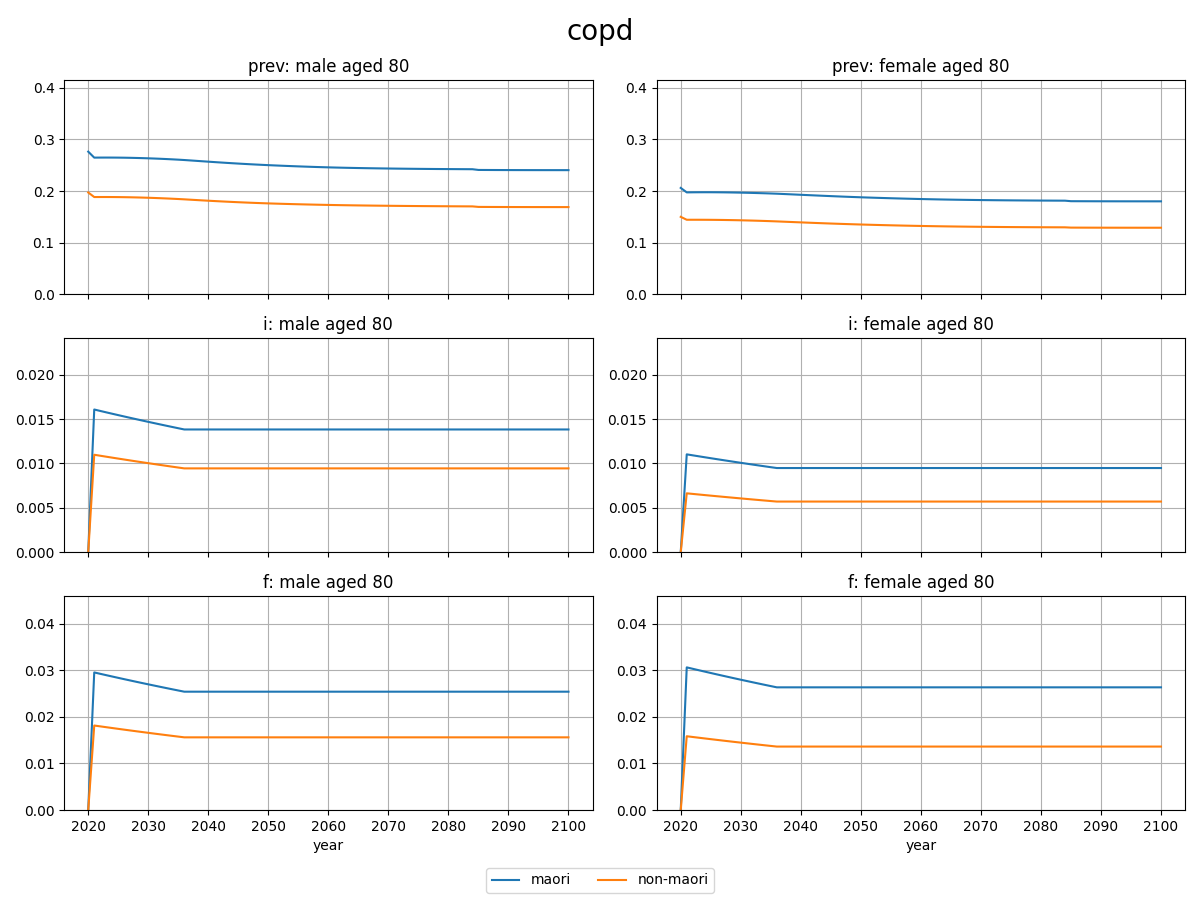 copd
prev: male aged 80
prev: female aged 80
0.4
0.3
0.2
0.1
0.0
0.4
0.3
0.2
0.1
0.0
i: male aged 80
i: female aged 80
0.020
0.015
0.010
0.005
0.000
0.020
0.015
0.010
0.005
0.000
f: male aged 80
f: female aged 80
0.04
0.03
0.02
0.01
0.00
0.04
0.03
0.02
0.01
0.00
2020 2030 2040 2050 2060 2070 2080 2090 2100
2020 2030 2040 2050 2060 2070 2080 2090 2100
year
year
maori
non-maori